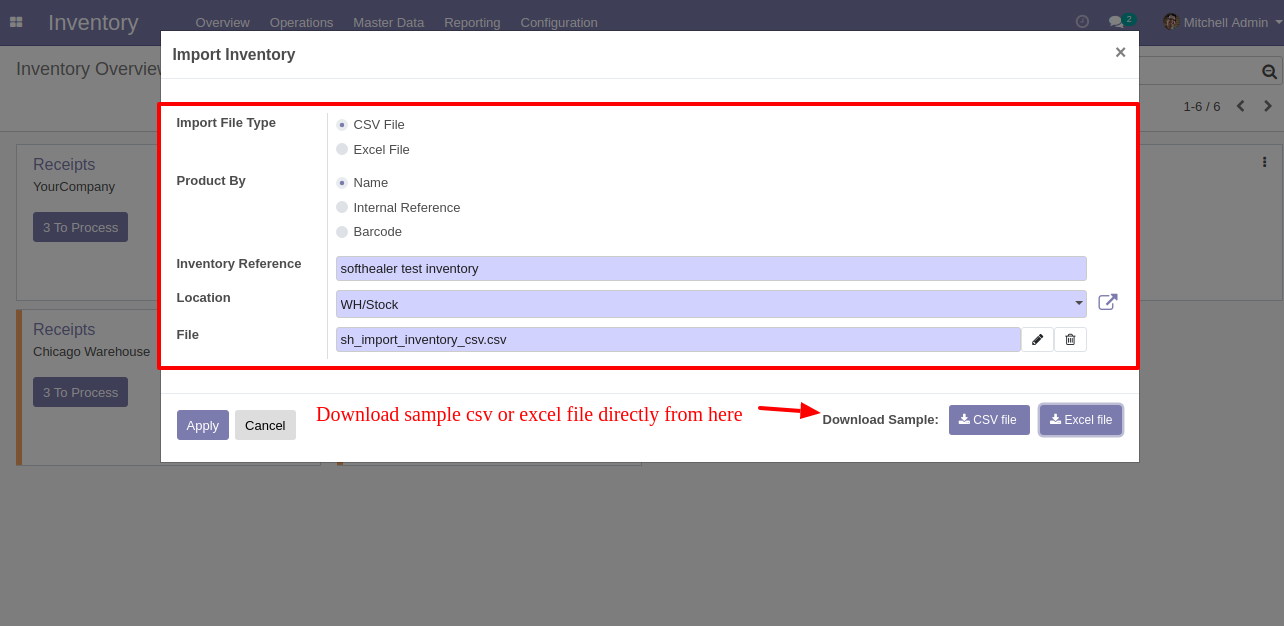 Inventory Overview Operations Master Data Reporting Configuration 2 Mitchell Admin
Import Inventory ×
Inventory Overview
1-6 / 6
Import File Type
CSV File
Excel File
Product By
Name
Internal Reference
Barcode
Inventory Reference softhealer test inventory
Location WH/Stock
File sh_import_inventory_csv.csv
Receipts
YourCompany
3 To Process
Receipts
Chicago Warehouse
3 To Process
Apply Cancel
Download sample csv or excel file directly from here
Download Sample: CSV file Excel file